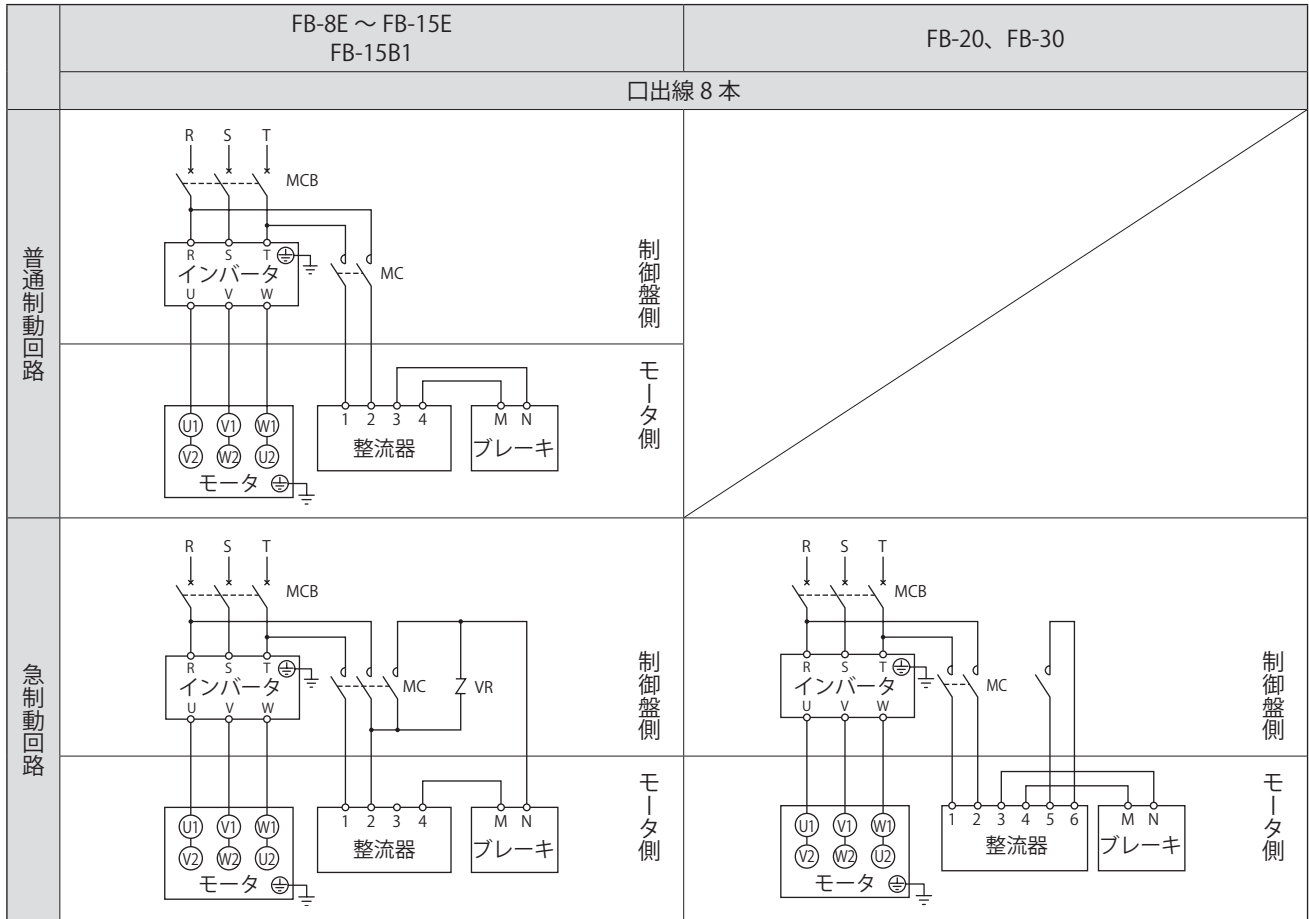 FB-8E ～ FB-15E
FB-15B1
FB-20、FB-30
口出線 8 本
普通制動回路
R S T
MCB
R S T
インバータ
U V W
MC
制御盤側
モータ側
U1 V1 W1
V2 W2 U2
モータ
1 2 3 4
整流器
M N
ブレーキ
急制動回路
R S T
MCB
R S T
インバータ
U V W
MC
VR
制御盤側
モータ側
U1 V1 W1
V2 W2 U2
モータ
1 2 3 4
整流器
M N
ブレーキ
R S T
MCB
R S T
インバータ
U V W
MC
制御盤側
モータ側
U1 V1 W1
V2 W2 U2
モータ
1 2 3 4 5 6
整流器
M N
ブレーキ